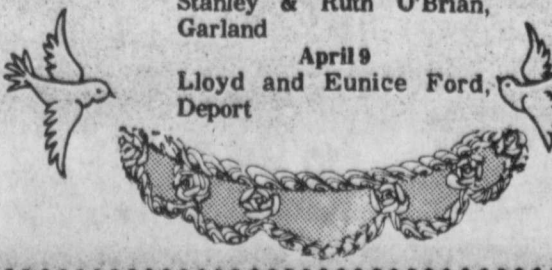 Stanley & Ruth O'Brian,
Garland
April 9
Lloyd and Eunice Ford,
Deport